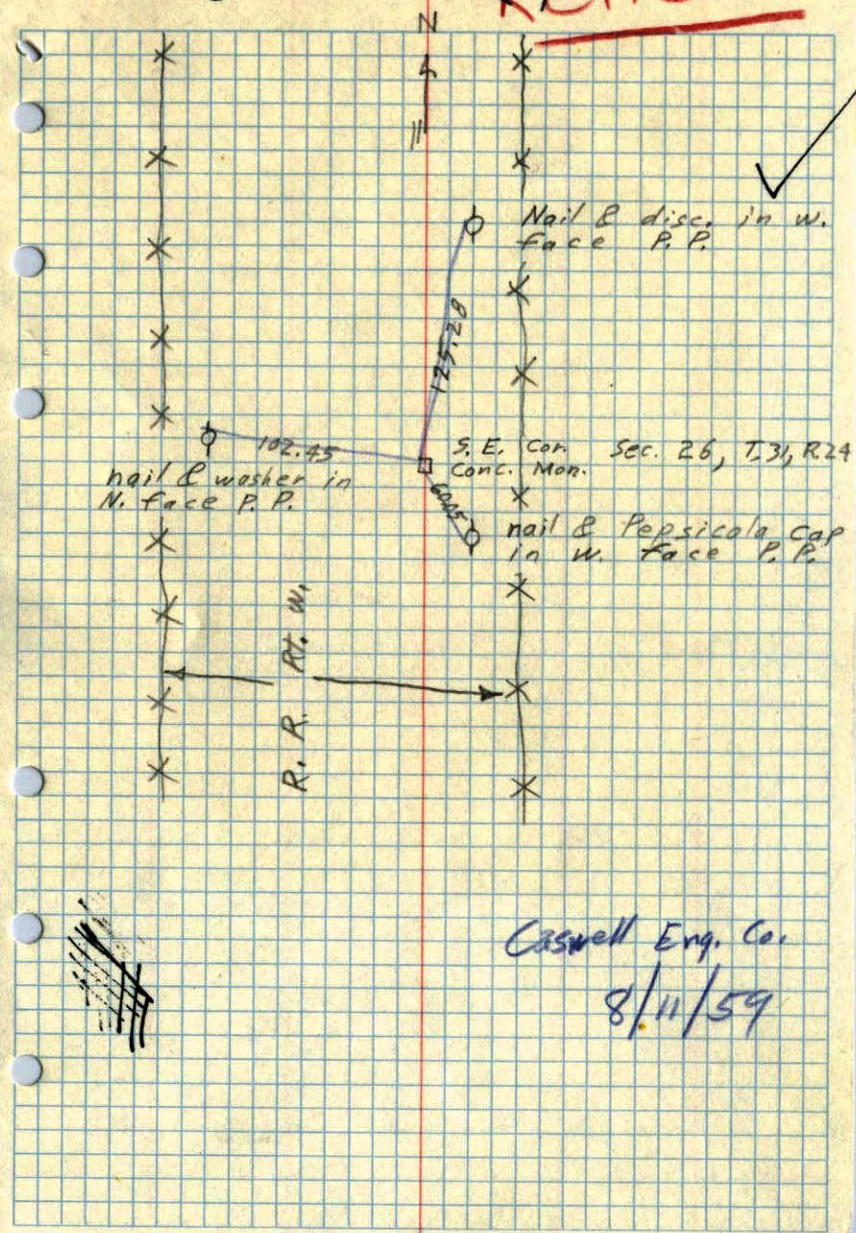 N
Nail & disc. in w.
face P.P.
125.28
102.45
S.E. Cor. Sec. 26, T.31, R.24
Conc. Mon.
nail & washer in
N. face P.P.
nail & Pepsicola cap
in w. face P.P.
R.R. Rt. W.
Caswell Eng. Co.
8/11/59